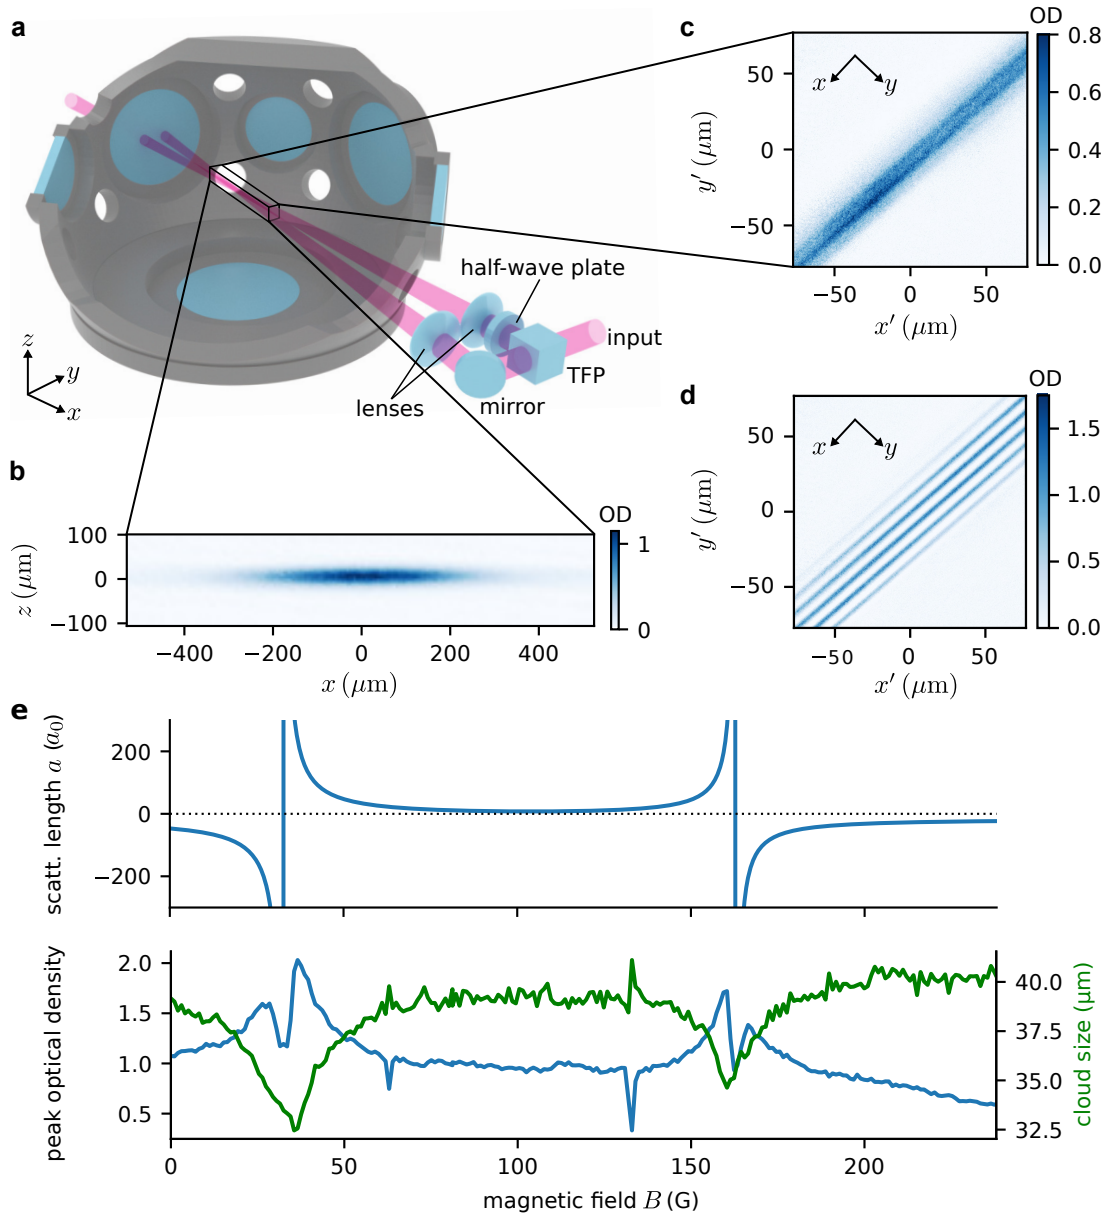 a
half-wave plate
input
TFP
lenses
mirror
z
y
x
b
OD
100
0
−100
z (μm)
1
0
−400
−200
0
200
400
x (μm)
c
OD
0.8
0.6
0.4
0.2
0.0
x
y
50
0
−50
y′ (μm)
−50
0
50
x′ (μm)
d
OD
1.5
1.0
0.5
0.0
x
y
50
0
−50
y′ (μm)
−50
0
50
x′ (μm)
e
scatt. length a (a₀)
200
0
−200
peak optical density
2.0
1.5
1.0
0.5
40.0
37.5
35.0
32.5
cloud size (μm)
0
50
100
150
200
magnetic field B (G)